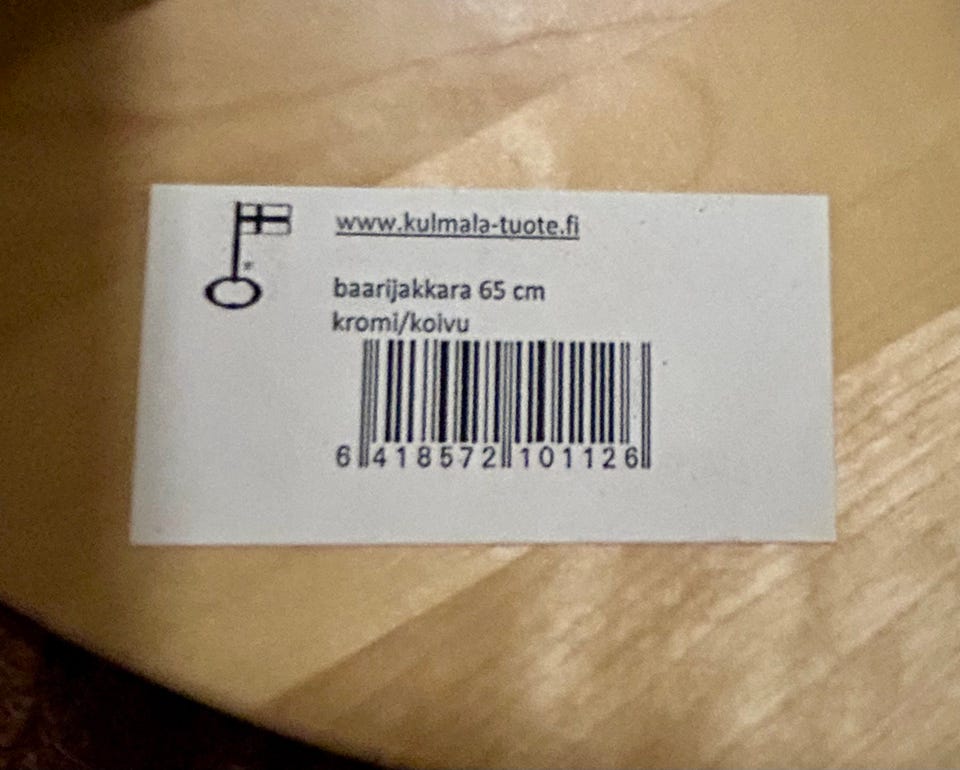 www.kulmala-tuote.fi
baarijakkara 65 cm
kromi/koivu
6 418572 101126